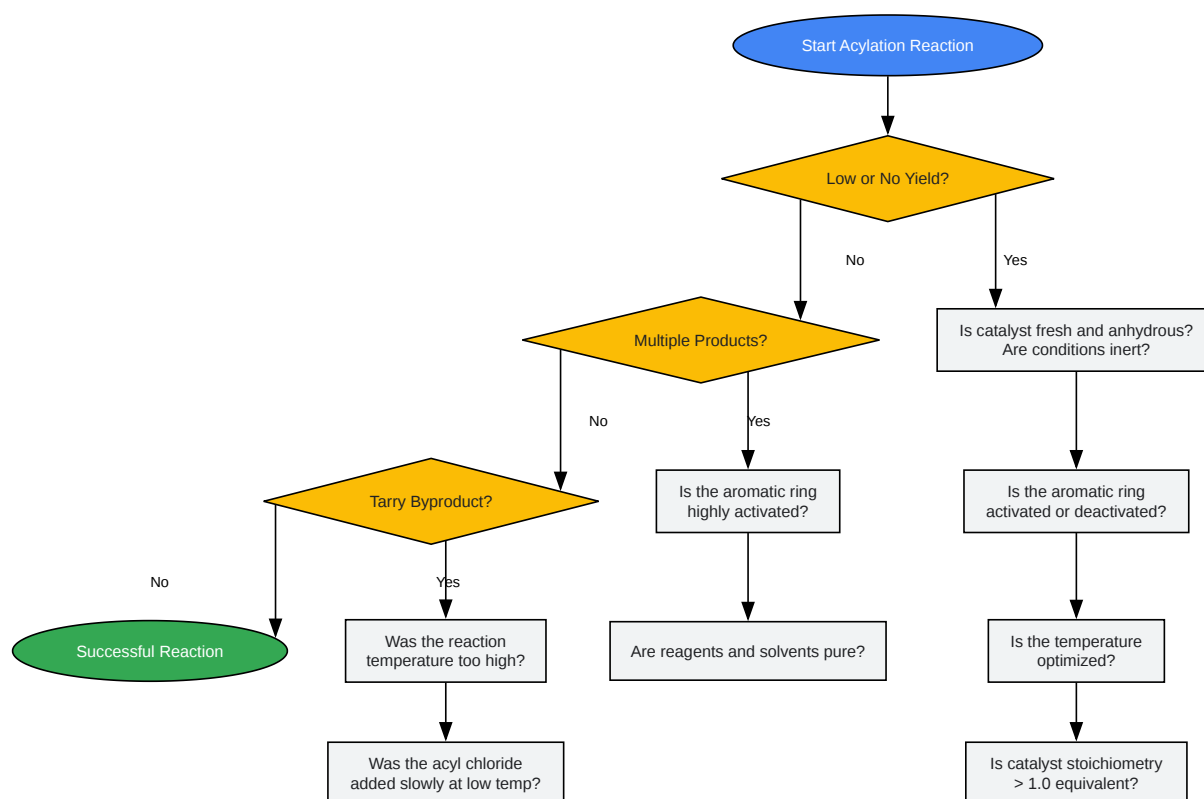 Start Acylation Reaction
Low or No Yield?
No
Yes
Multiple Products?
Is catalyst fresh and anhydrous?
Are conditions inert?
No
Yes
Tarry Byproduct?
Is the aromatic ring
highly activated?
Is the aromatic ring
activated or deactivated?
No
Yes
Successful Reaction
Was the reaction
temperature too high?
Are reagents and solvents pure?
Is the temperature
optimized?
Was the acyl chloride
added slowly at low temp?
Is catalyst stoichiometry
> 1.0 equivalent?